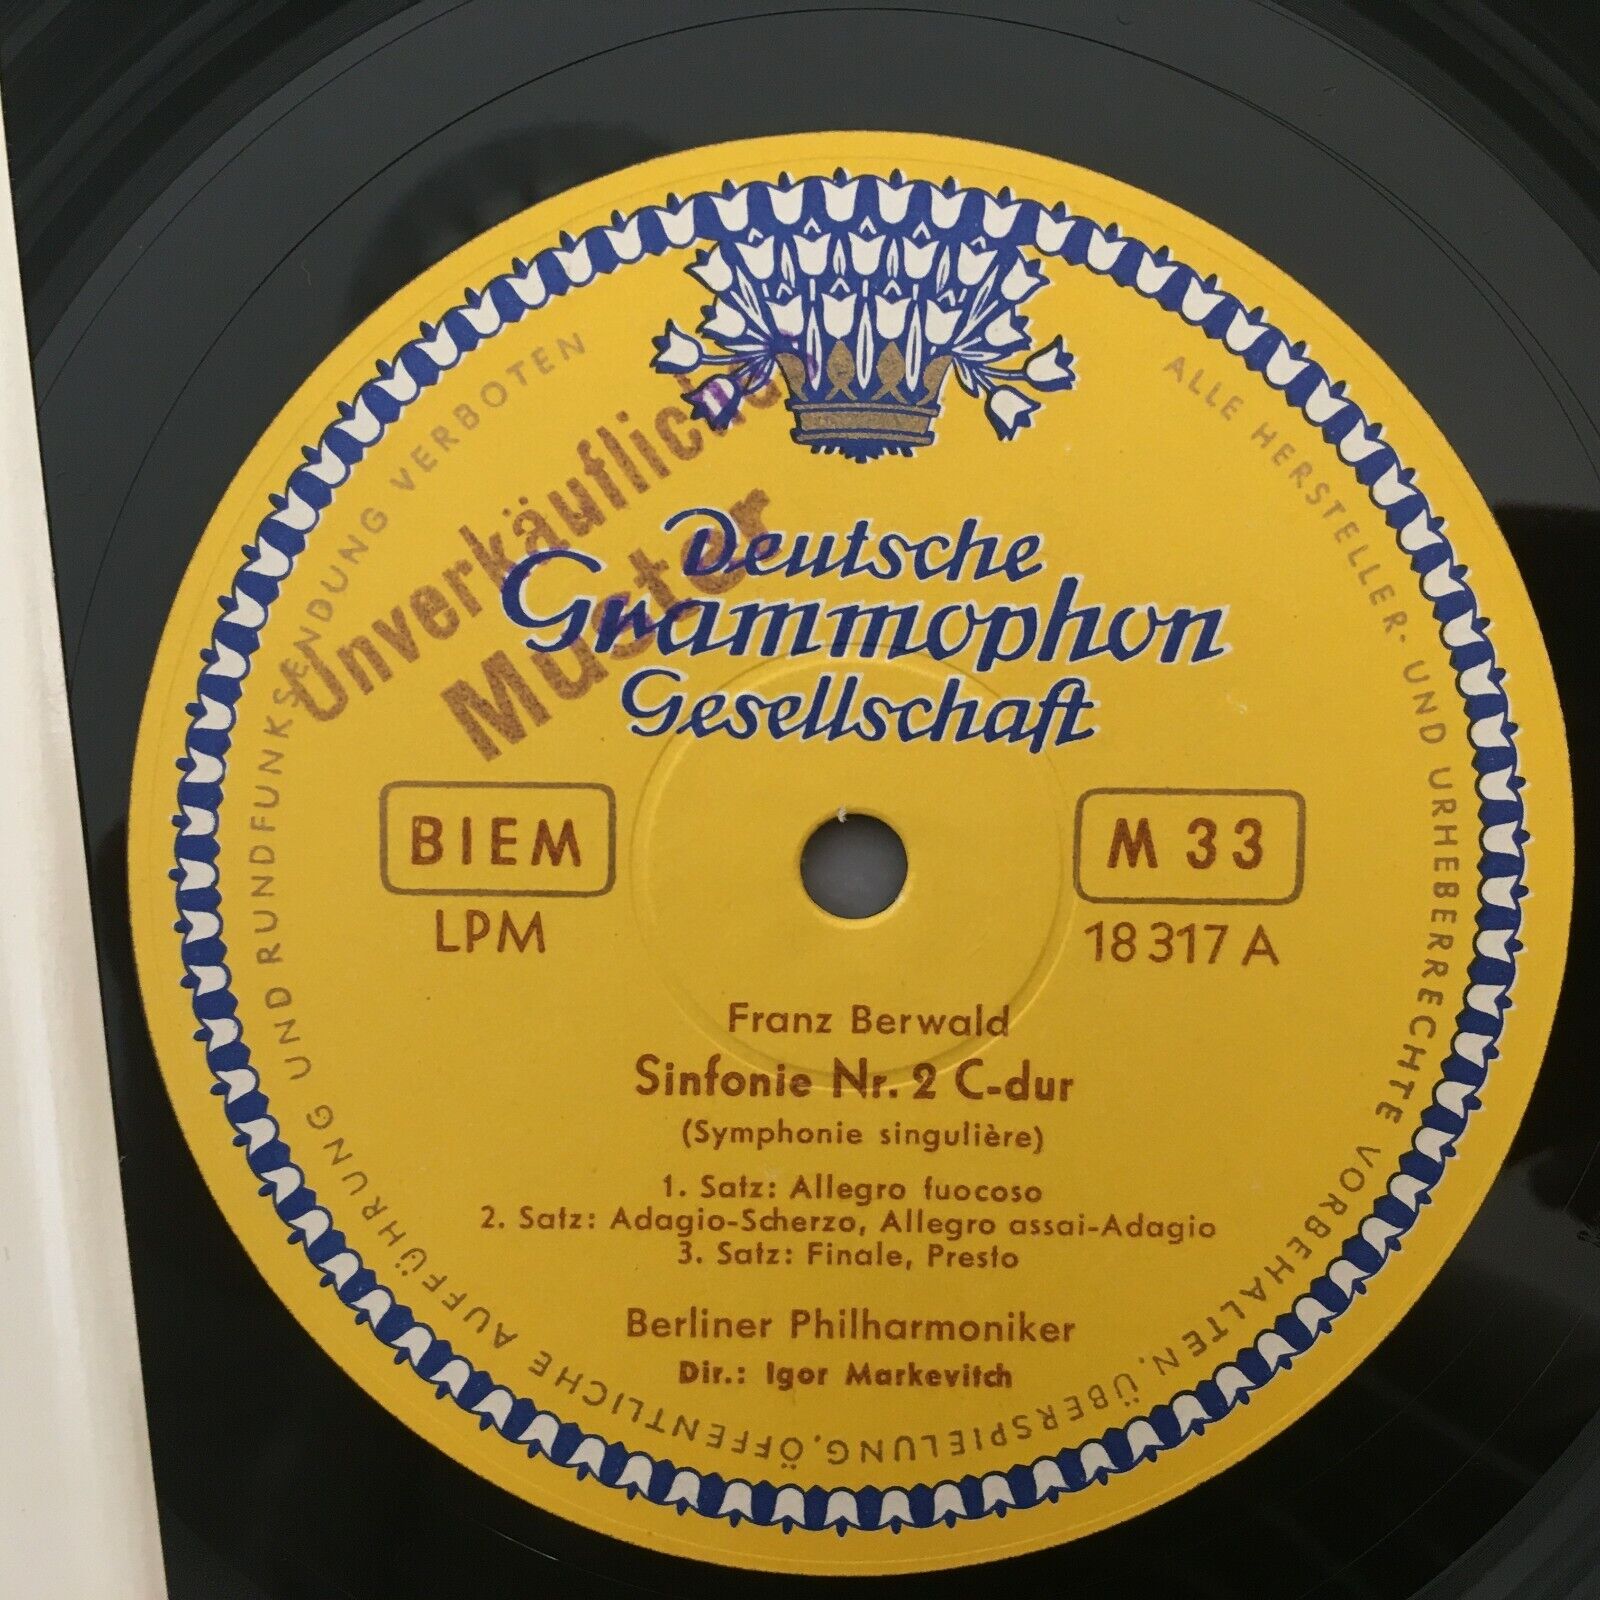 ALLE HERSTELLER- UND URHEBERRECHTE VORBEHALTEN, ÜBERSPIELUNG, ÖFFENTLICHE AUFFÜHRUNG UND RUNDFUNKSENDUNG VERBOTEN
Unverkäufliches
Muster
Deutsche
Grammophon
Gesellschaft
BIEM
M 33
LPM
18317 A
Franz Berwald
Sinfonie Nr. 2 C-dur
(Symphonie singulière)
1. Satz: Allegro fuocoso
2. Satz: Adagio-Scherzo, Allegro assai-Adagio
3. Satz: Finale, Presto
Berliner Philharmoniker
Dir.: Igor Markevitch